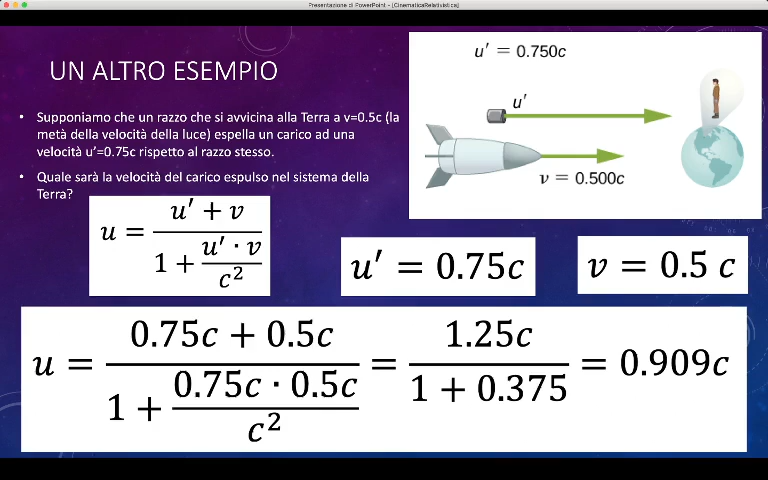 Presentazione di PowerPoint - [CinematicaRelativistica]
UN ALTRO ESEMPIO
• Supponiamo che un razzo che si avvicina alla Terra a v=0.5c (la
metà della velocità della luce) espella un carico ad una
velocità u’=0.75c rispetto al razzo stesso.
• Quale sarà la velocità del carico espulso nel sistema della
Terra?
u′ = 0.750c
u′
v = 0.500c
u = (u′ + v) / (1 + (u′ · v) / c²)
u′ = 0.75c
v = 0.5 c
u = (0.75c + 0.5c) / (1 + (0.75c · 0.5c) / c²) = 1.25c / (1 + 0.375) = 0.909c